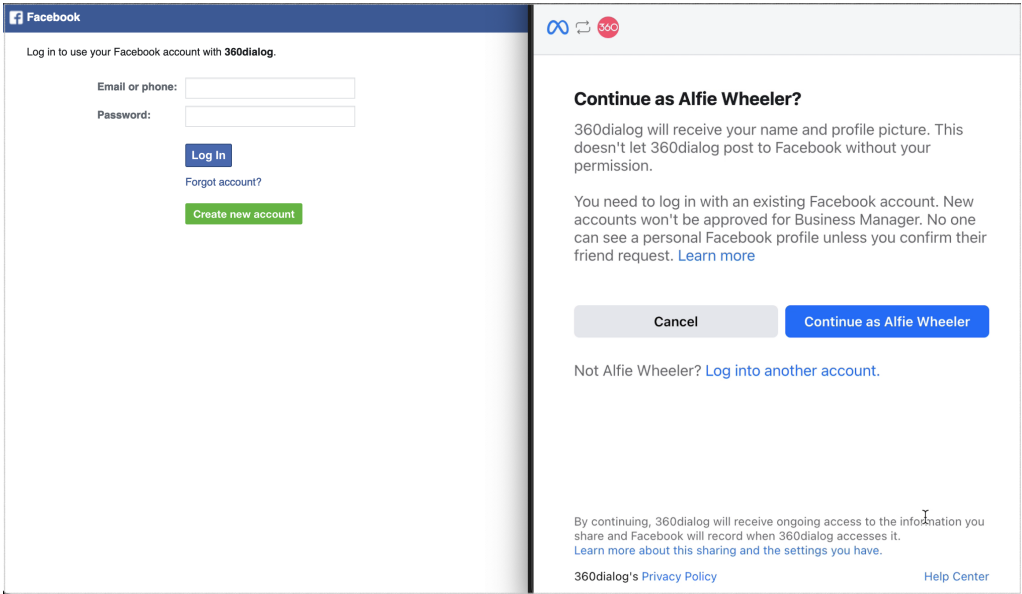 Facebook
Log in to use your Facebook account with 360dialog.
Email or phone:
Password:
Log In
Forgot account?
Create new account
360
Continue as Alfie Wheeler?
360dialog will receive your name and profile picture. This
doesn't let 360dialog post to Facebook without your
permission.
You need to log in with an existing Facebook account. New
accounts won't be approved for Business Manager. No one
can see a personal Facebook profile unless you confirm their
friend request. Learn more
Cancel
Continue as Alfie Wheeler
Not Alfie Wheeler? Log into another account.
By continuing, 360dialog will receive ongoing access to the information you
share and Facebook will record when 360dialog accesses it.
Learn more about this sharing and the settings you have.
360dialog's Privacy Policy
Help Center